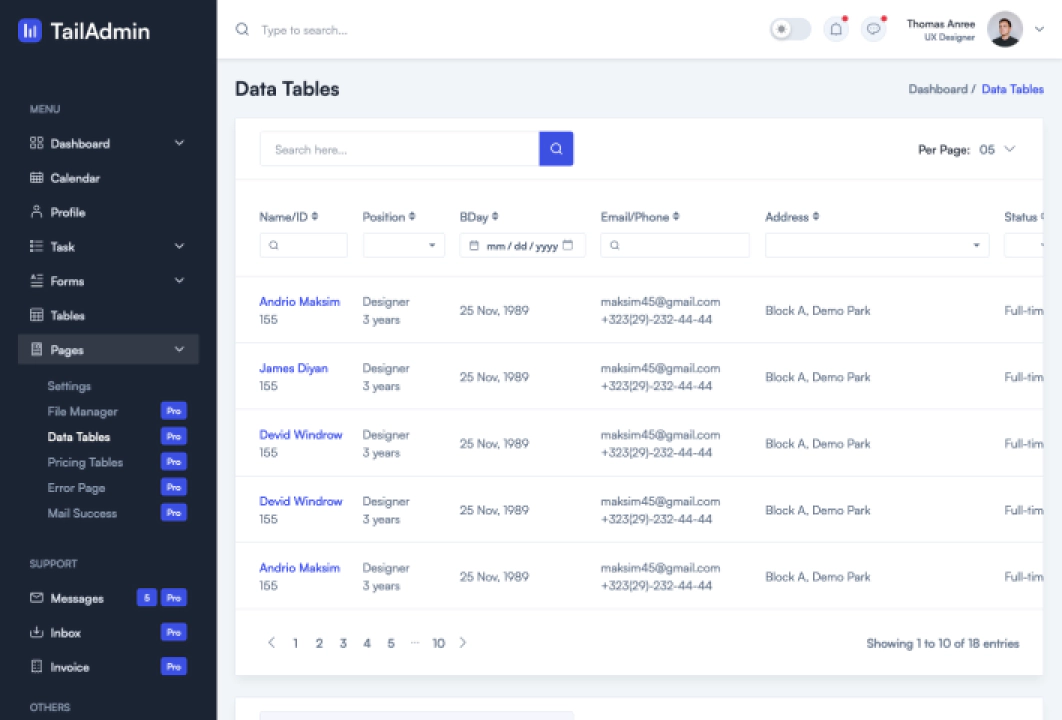 TailAdmin
MENU
Dashboard
Calendar
Profile
Task
Forms
Tables
Pages
Settings
File Manager Pro
Data Tables Pro
Pricing Tables Pro
Error Page Pro
Mail Success Pro
SUPPORT
Messages 5 Pro
Inbox Pro
Invoice Pro
OTHERS
Type to search...
Thomas Anree
UX Designer
Data Tables
Dashboard / Data Tables
Search here...
Per Page: 05
Name/ID Position BDay Email/Phone Address Status
mm / dd / yyyy
Andrio Maksim Designer 25 Nov, 1989 maksim45@gmail.com Block A, Demo Park Full-tim
155 3 years +323(29)-232-44-44
James Diyan Designer 25 Nov, 1989 maksim45@gmail.com Block A, Demo Park Full-tim
155 3 years +323(29)-232-44-44
Devid Windrow Designer 25 Nov, 1989 maksim45@gmail.com Block A, Demo Park Full-tim
155 3 years +323(29)-232-44-44
Devid Windrow Designer 25 Nov, 1989 maksim45@gmail.com Block A, Demo Park Full-tim
155 3 years +323(29)-232-44-44
Andrio Maksim Designer 25 Nov, 1989 maksim45@gmail.com Block A, Demo Park Full-tim
155 3 years +323(29)-232-44-44
1 2 3 4 5 ... 10
Showing 1 to 10 of 18 entries